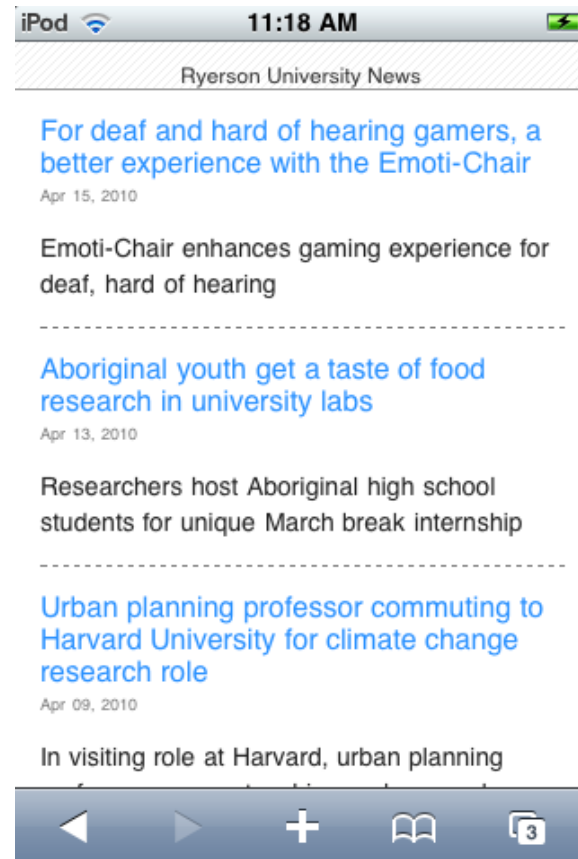 iPod 11:18 AM
Ryerson University News
For deaf and hard of hearing gamers, a
better experience with the Emoti-Chair
Apr 15, 2010
Emoti-Chair enhances gaming experience for
deaf, hard of hearing
Aboriginal youth get a taste of food
research in university labs
Apr 13, 2010
Researchers host Aboriginal high school
students for unique March break internship
Urban planning professor commuting to
Harvard University for climate change
research role
Apr 09, 2010
In visiting role at Harvard, urban planning
3